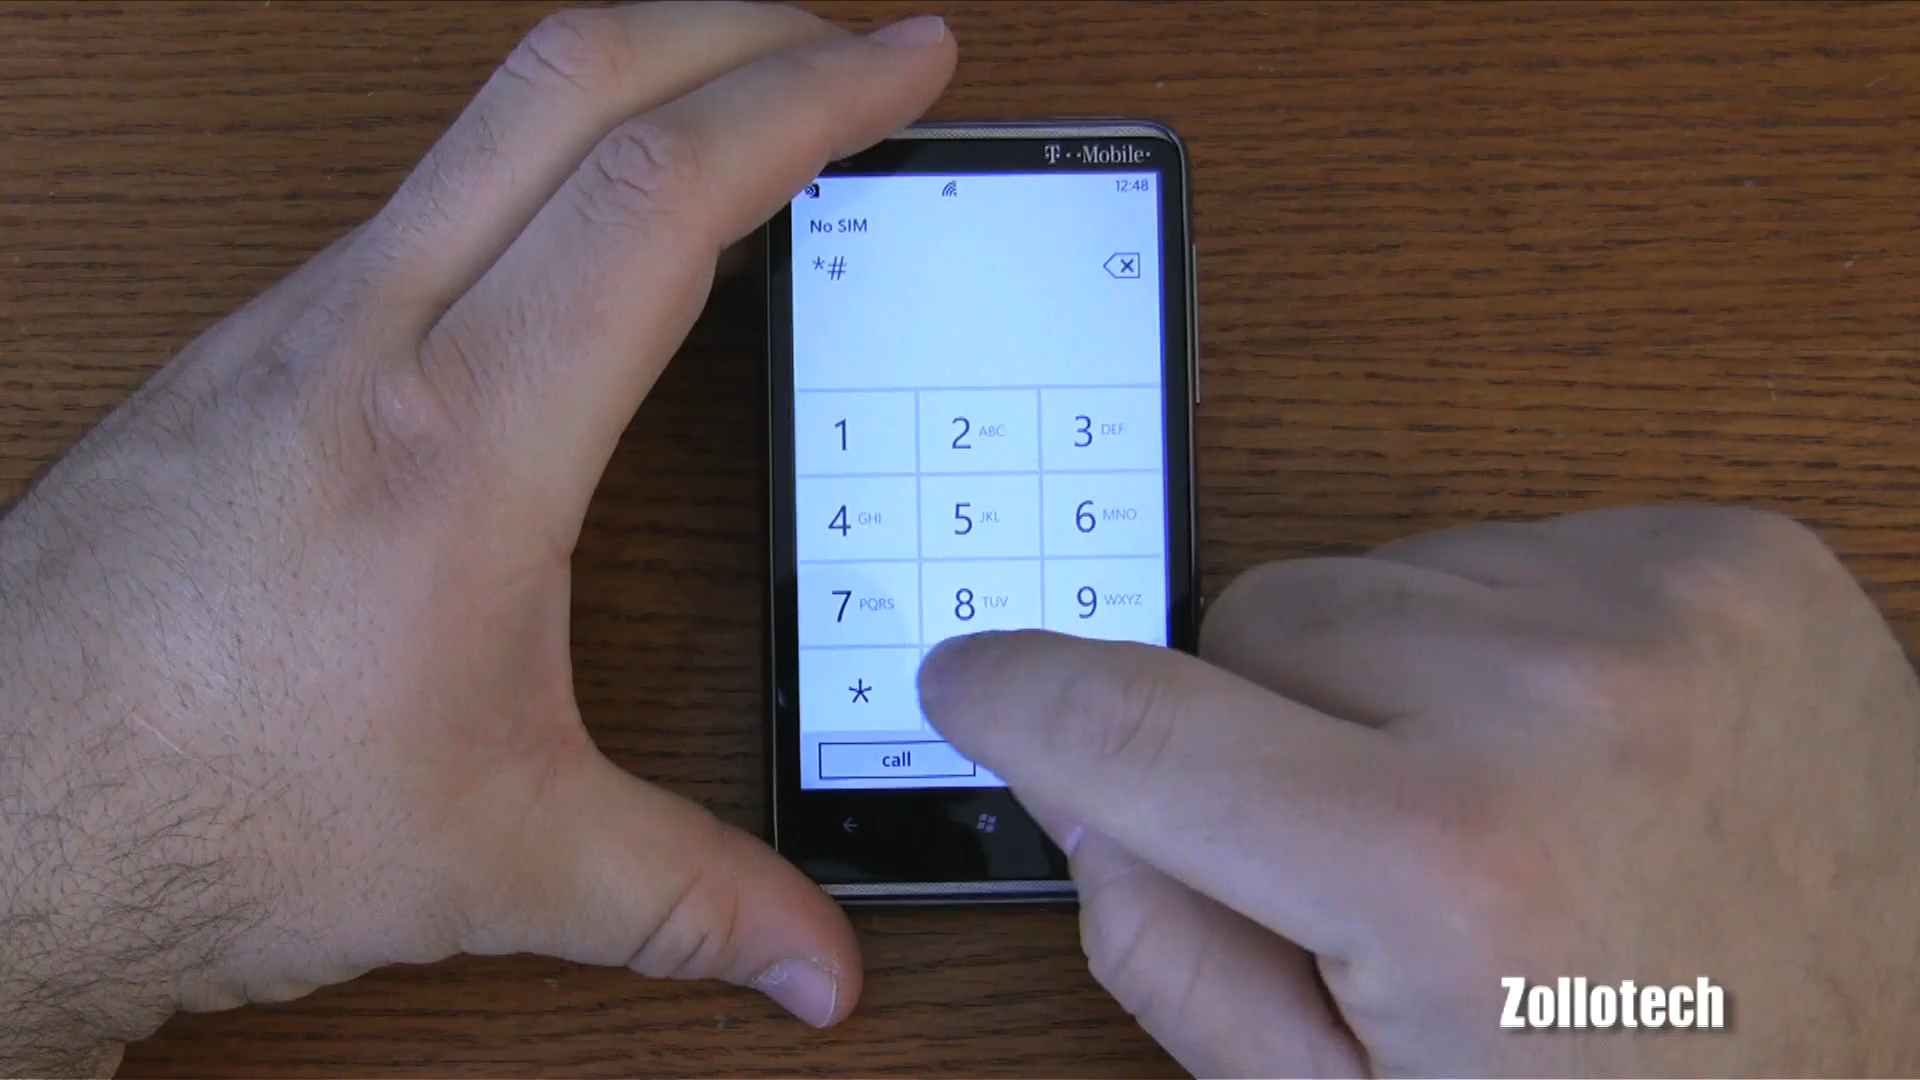 T··Mobile·
12:48
No SIM
*#
1 2 ABC 3 DEF
4 GHI 5 JKL 6 MNO
7 PQRS 8 TUV 9 WXYZ
*
call
Zollotech